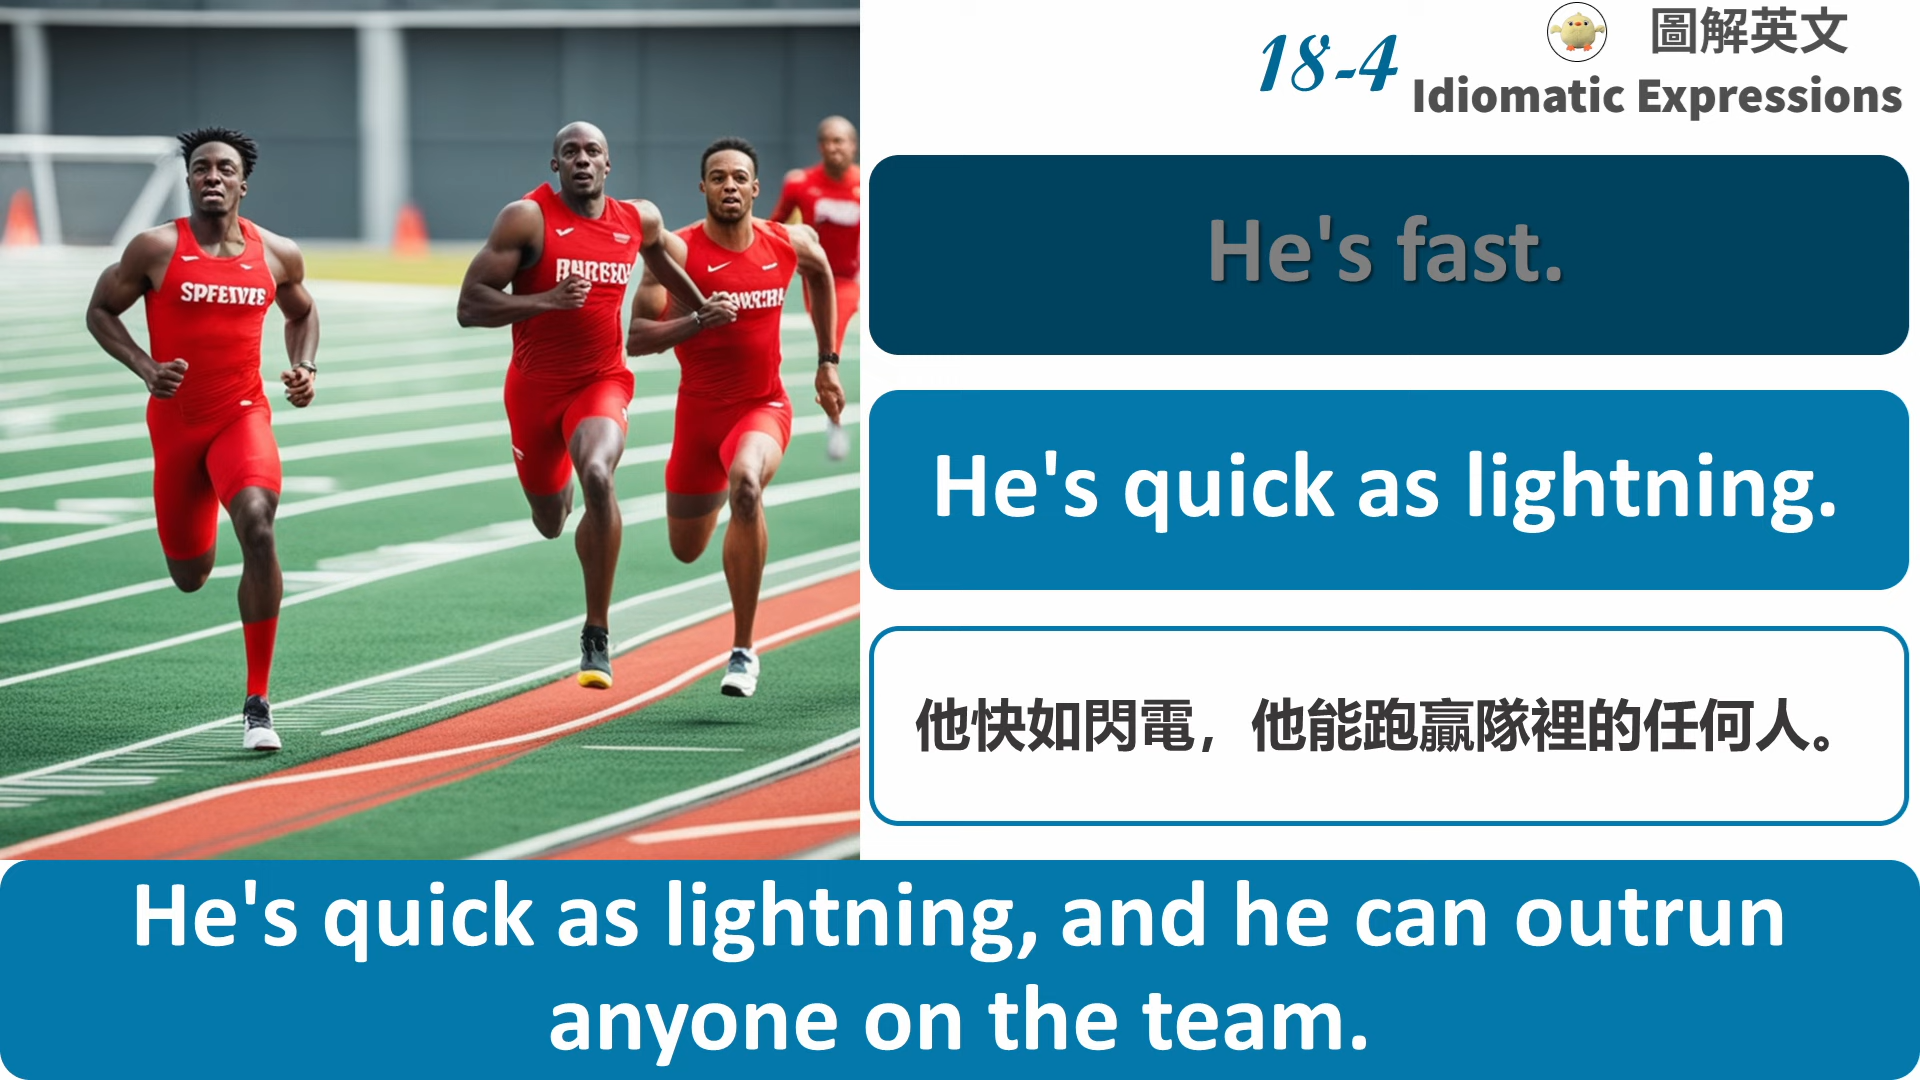 18-4
圖解英文
Idiomatic Expressions
He's fast.
He's quick as lightning.
他快如閃電，他能跑贏隊裡的任何人。
He's quick as lightning, and he can outrun
anyone on the team.
SPFEIVEE